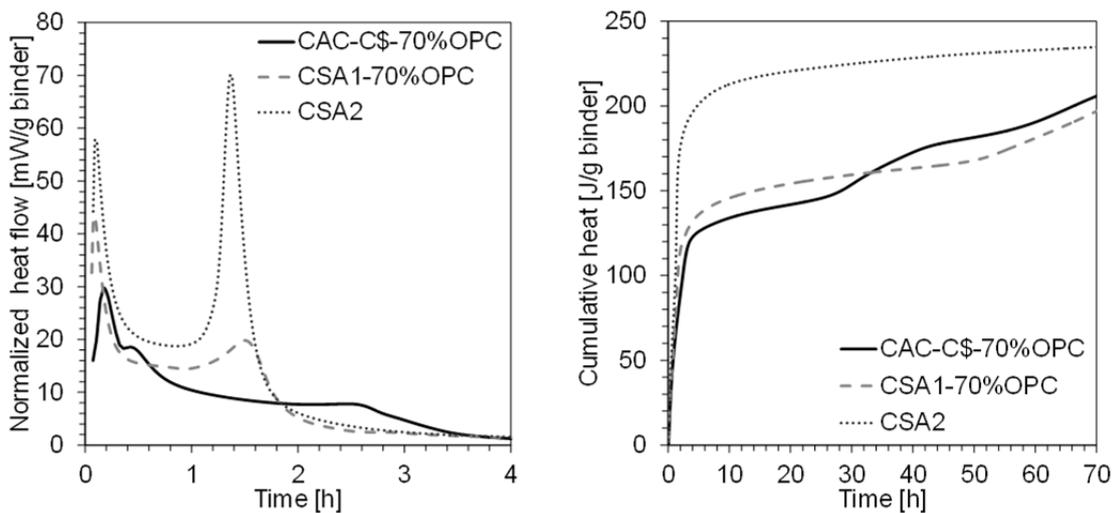 Normalized heat flow [mW/g binder]
80
70
60
50
40
30
20
10
0
CAC-C$-70%OPC
CSA1-70%OPC
CSA2
0
1
2
3
4
Time [h]
Cumulative heat [J/g binder]
250
200
150
100
50
0
CAC-C$-70%OPC
CSA1-70%OPC
CSA2
0
10
20
30
40
50
60
70
Time [h]